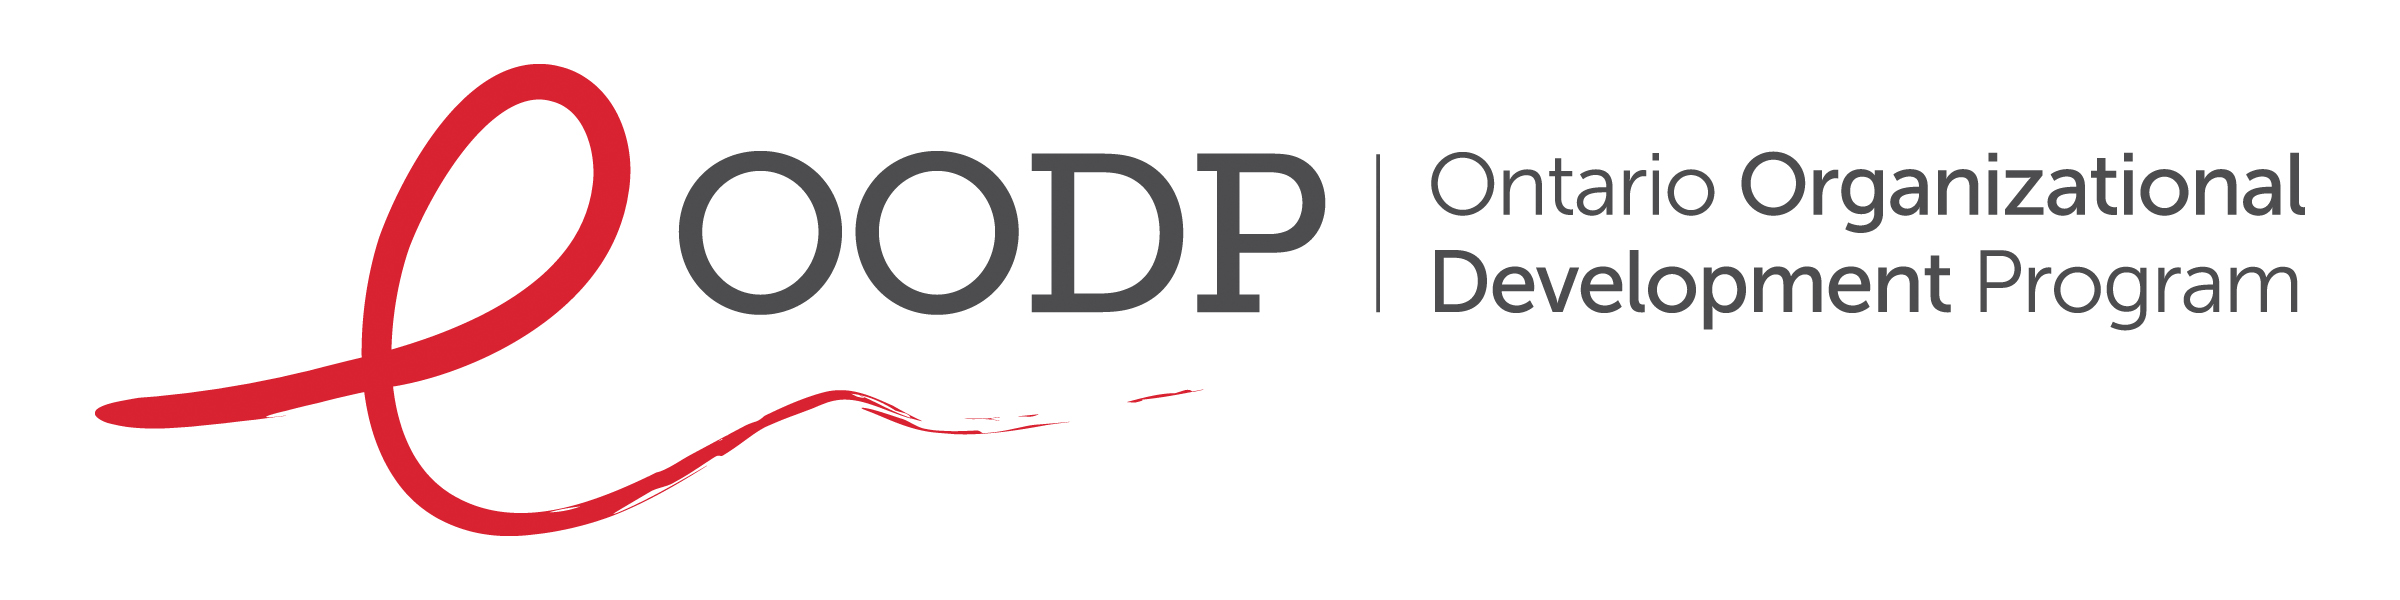 OODP
Ontario Organizational
Development Program